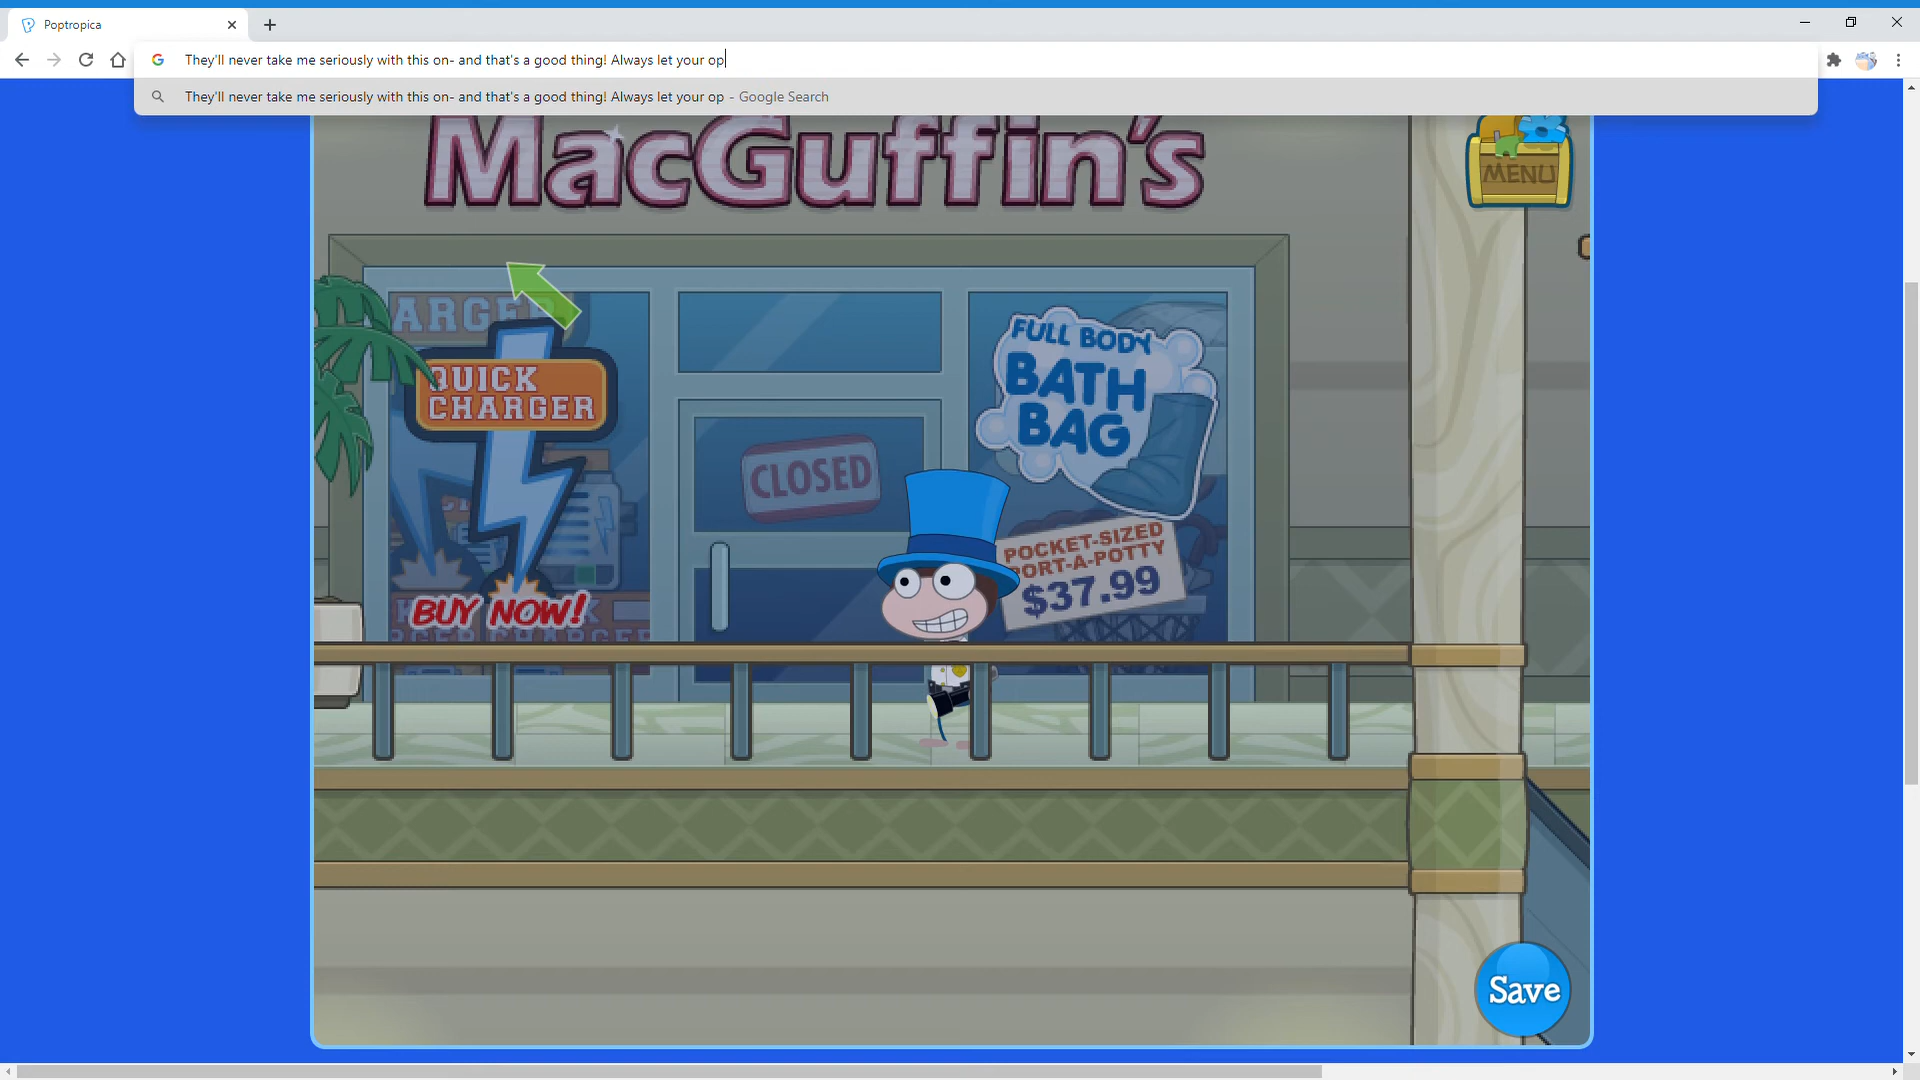 Poptropica
They'll never take me seriously with this on- and that's a good thing! Always let your op
They'll never take me seriously with this on- and that's a good thing! Always let your op - Google Search
MacGuffin's
MENU
ARGER
QUICK
CHARGER
BUY NOW!
CLOSED
FULL BODY
BATH
BAG
POCKET-SIZED
PORT-A-POTTY
$37.99
Save